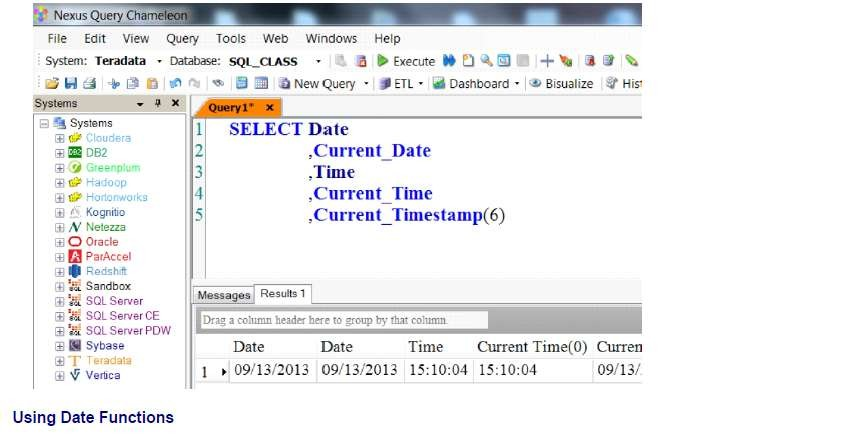 Nexus Query Chameleon
File Edit View Query Tools Web Windows Help
System: Teradata Database: SQL_CLASS Execute
New Query ETL Dashboard Bisualize Hist
Systems
Query1* x
Systems
Cloudera
DB2 DB2
Greenplum
Hadoop
Hortonworks
Kognitio
Netezza
Oracle
ParAccel
Redshift
Sandbox
SQL Server
SQL Server CE
SQL Server PDW
Sybase
Teradata
Vertica
1 SELECT Date
2 ,Current_Date
3 ,Time
4 ,Current_Time
5 ,Current_Timestamp(6)
Messages Results 1
Drag a column header here to group by that column.
Date Date Time Current Time(0) Curren
1 09/13/2013 09/13/2013 15:10:04 15:10:04 09/13/
Using Date Functions